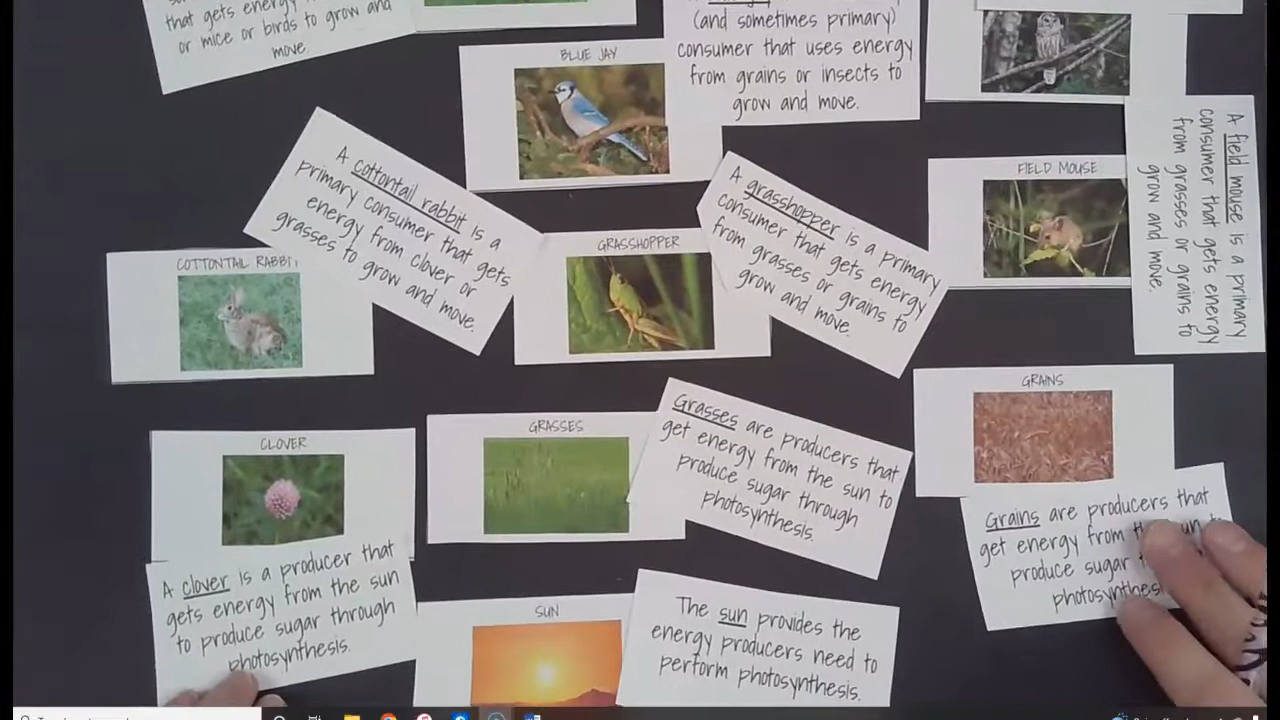 that gets energy
or mice or birds to grow and
move.
(and sometimes primary)
consumer that uses energy
from grains or insects to
grow and move.
BLUE JAY
A field mouse is a primary
consumer that gets energy
from grasses or grains to
grow and move.
FIELD MOUSE
A cottontail rabbit is a
primary consumer that gets
energy from clover or
grasses to grow and move.
A grasshopper is a primary
consumer that gets energy
from grasses or grains to
grow and move.
COTTONTAIL RABBIT
GRASSHOPPER
GRAINS
Grasses are producers that
get energy from the sun to
produce sugar through
photosynthesis.
GRASSES
CLOVER
Grains are producers that
get energy from the sun
produce sugar
photosynthes
A clover is a producer that
gets energy from the sun
to produce sugar through
photosynthesis.
SUN
The sun provides the
energy producers need to
perform photosynthesis.